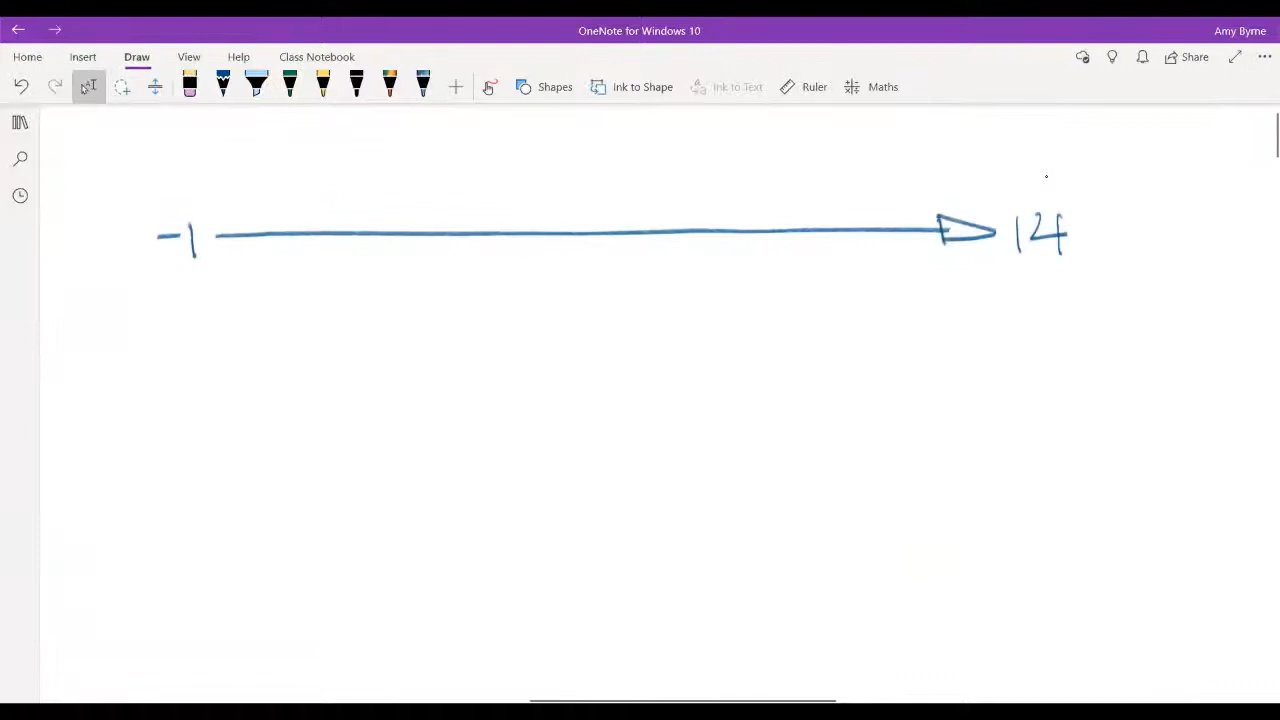 OneNote for Windows 10 Amy Byrne
Home Insert Draw View Help Class Notebook Share
Shapes Ink to Shape Ink to Text Ruler Maths
-1 14